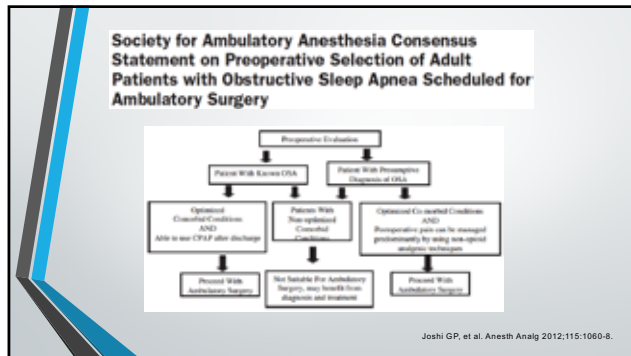 Society for Ambulatory Anesthesia Consensus
Statement on Preoperative Selection of Adult
Patients with Obstructive Sleep Apnea Scheduled for
Ambulatory Surgery
Preoperative Evaluation
Patient With Known OSA
Patient With Presumptive
Diagnosis of OSA
Optimized
Comorbid Conditions
AND
Able to use CPAP after discharge
Patients With
Non-optimized
Comorbid
Conditions
Optimized Co-morbid Conditions
AND
Postoperative pain can be managed
predominantly by using non-opioid
analgesic techniques
Proceed With
Ambulatory Surgery
Not Suitable For Ambulatory
Surgery, may benefit from
diagnosis and treatment
Proceed With
Ambulatory Surgery
Joshi GP, et al. Anesth Analg 2012;115:1060-8.